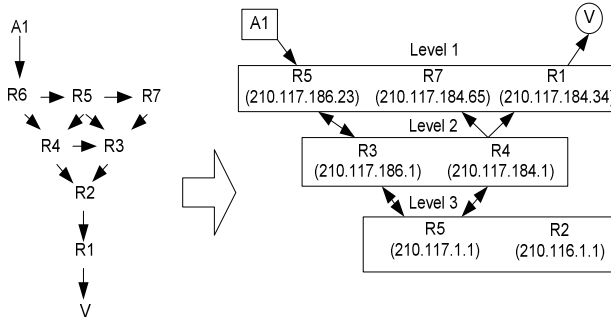 A1
R6 R5 R7
R4 R3
R2
R1
V
A1 V
Level 1
R5 R7 R1
(210.117.186.23) (210.117.184.65) (210.117.184.34)
Level 2
R3 R4
(210.117.186.1) (210.117.184.1)
Level 3
R5 R2
(210.117.1.1) (210.116.1.1)